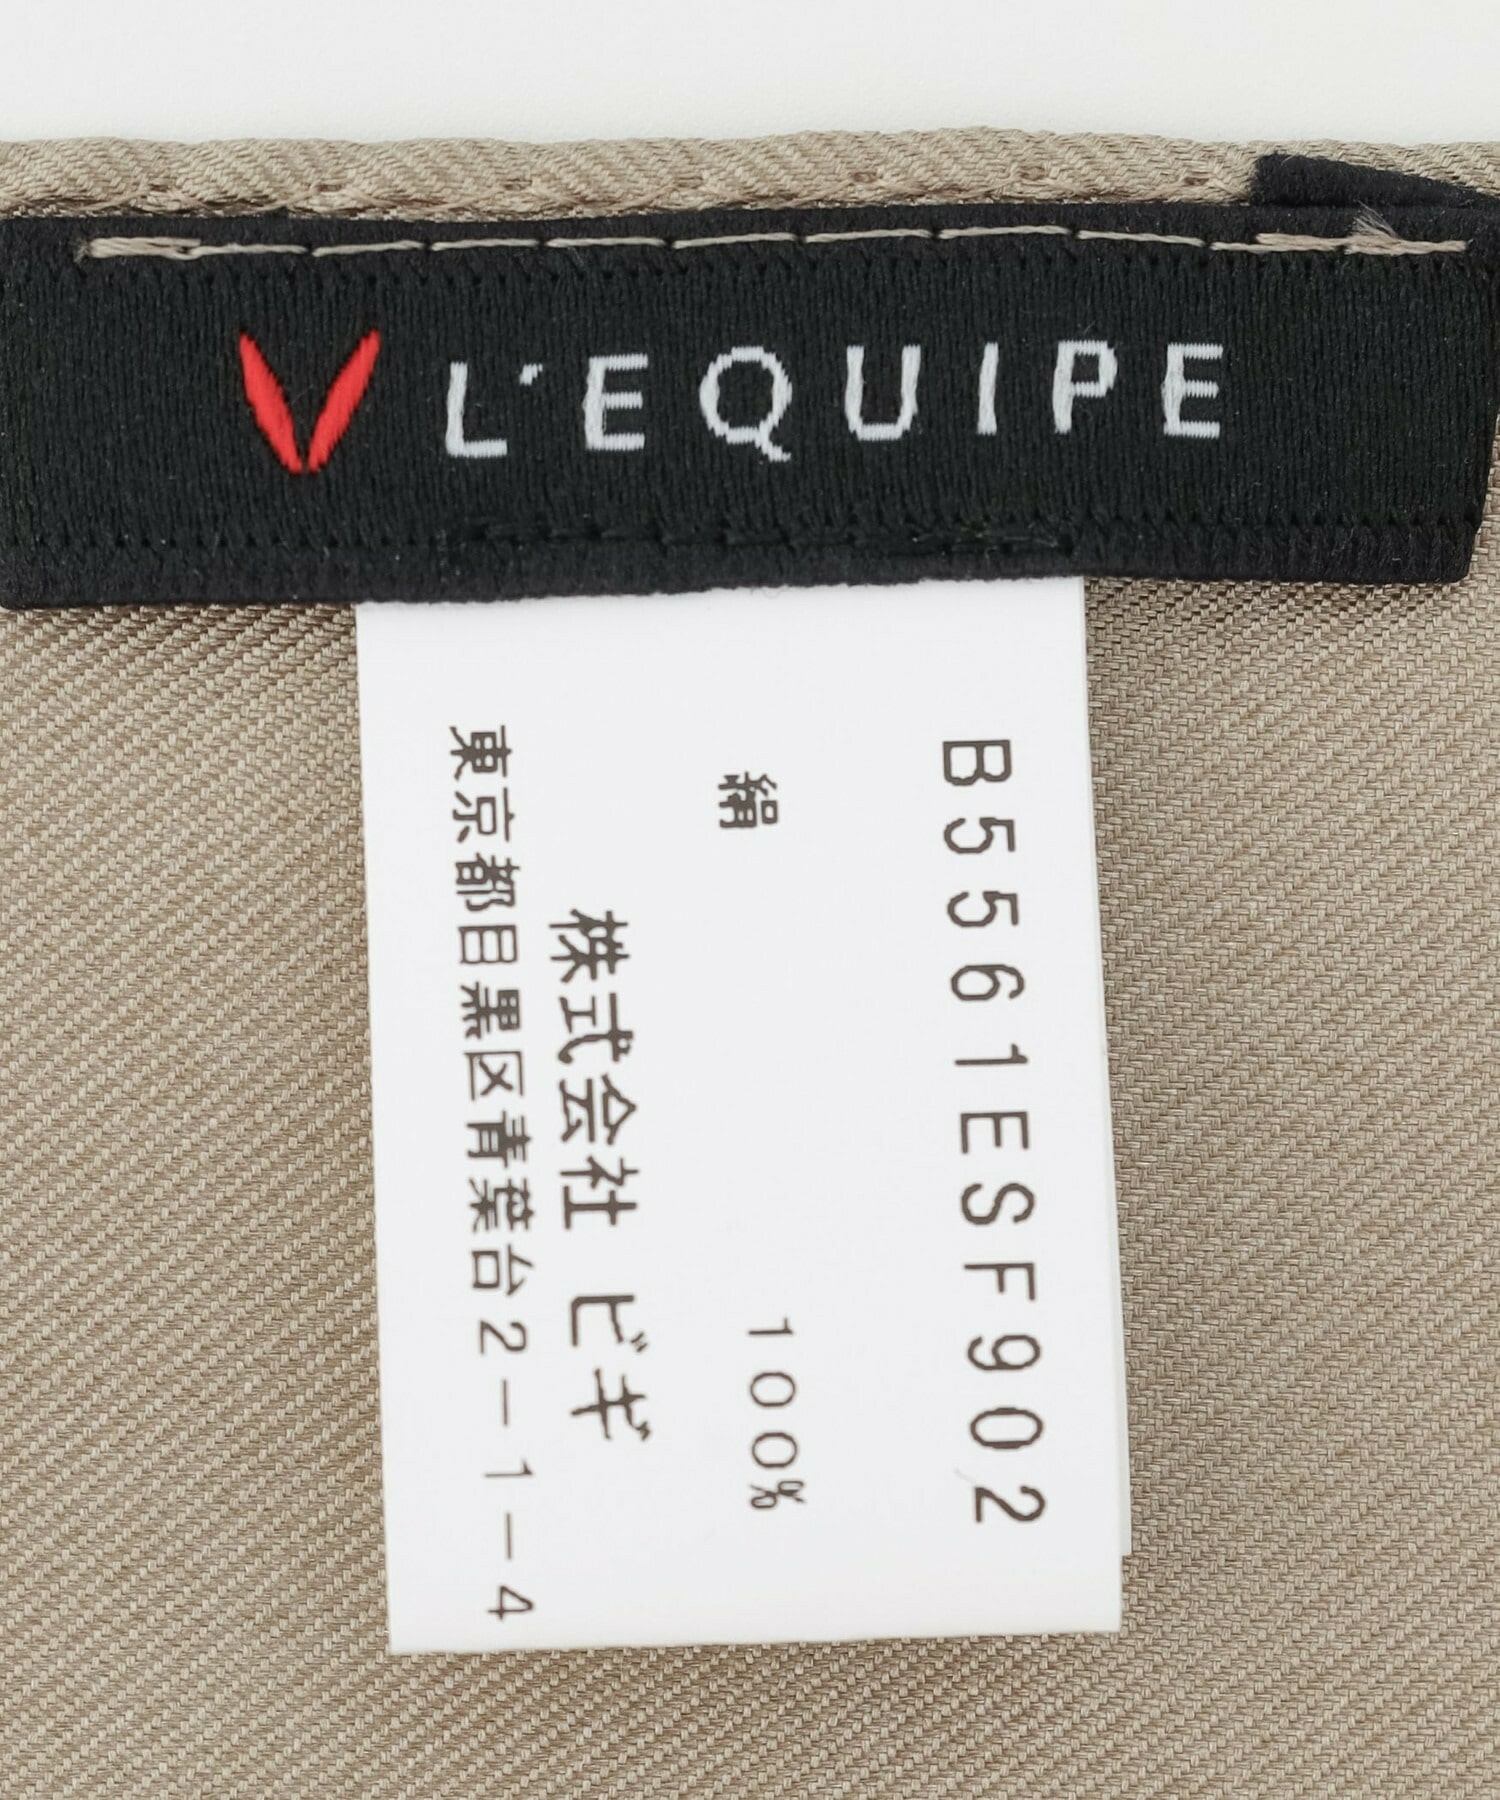 L'EQUIPE
B5561ESF902
絹 100%
株式会社 ビギ
東京都目黒区青葉台2-1-4